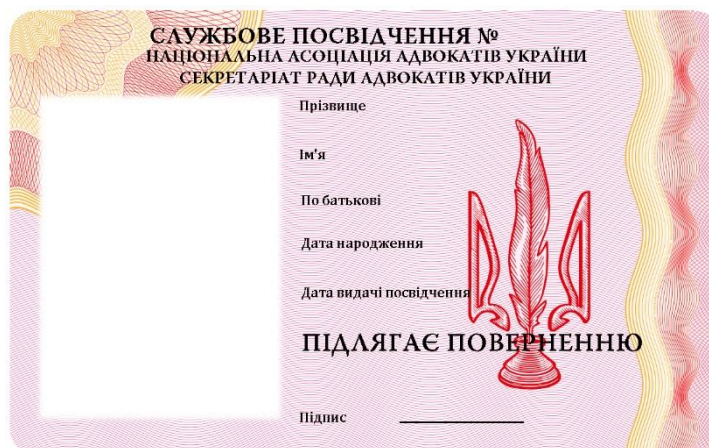 СЛУЖБОВЕ ПОСВІДЧЕННЯ №
НАЦІОНАЛЬНА АСОЦІАЦІЯ АДВОКАТІВ УКРАЇНИ
СЕКРЕТАРІАТ РАДИ АДВОКАТІВ УКРАЇНИ
Прізвище
Ім'я
По батькові
Дата народження
Дата видачі посвідчення
ПІДЛЯГАЄ ПОВЕРНЕННЮ
Підпис